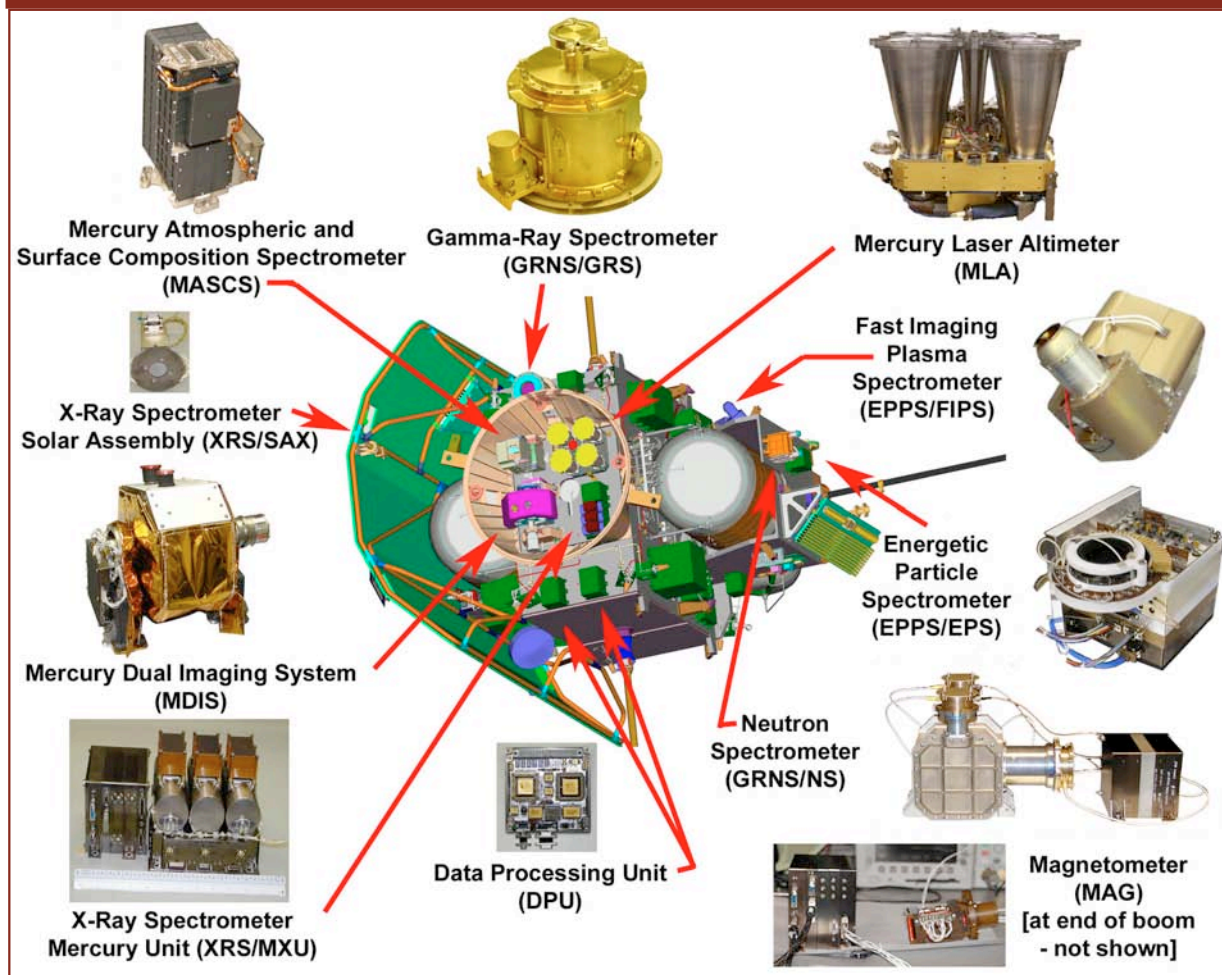 Mercury Atmospheric and
Surface Composition Spectrometer
(MASCS)
Gamma-Ray Spectrometer
(GRNS/GRS)
Mercury Laser Altimeter
(MLA)
X-Ray Spectrometer
Solar Assembly (XRS/SAX)
Fast Imaging
Plasma
Spectrometer
(EPPS/FIPS)
Mercury Dual Imaging System
(MDIS)
Energetic
Particle
Spectrometer
(EPPS/EPS)
Neutron
Spectrometer
(GRNS/NS)
X-Ray Spectrometer
Mercury Unit (XRS/MXU)
Data Processing Unit
(DPU)
Magnetometer
(MAG)
[at end of boom
- not shown]